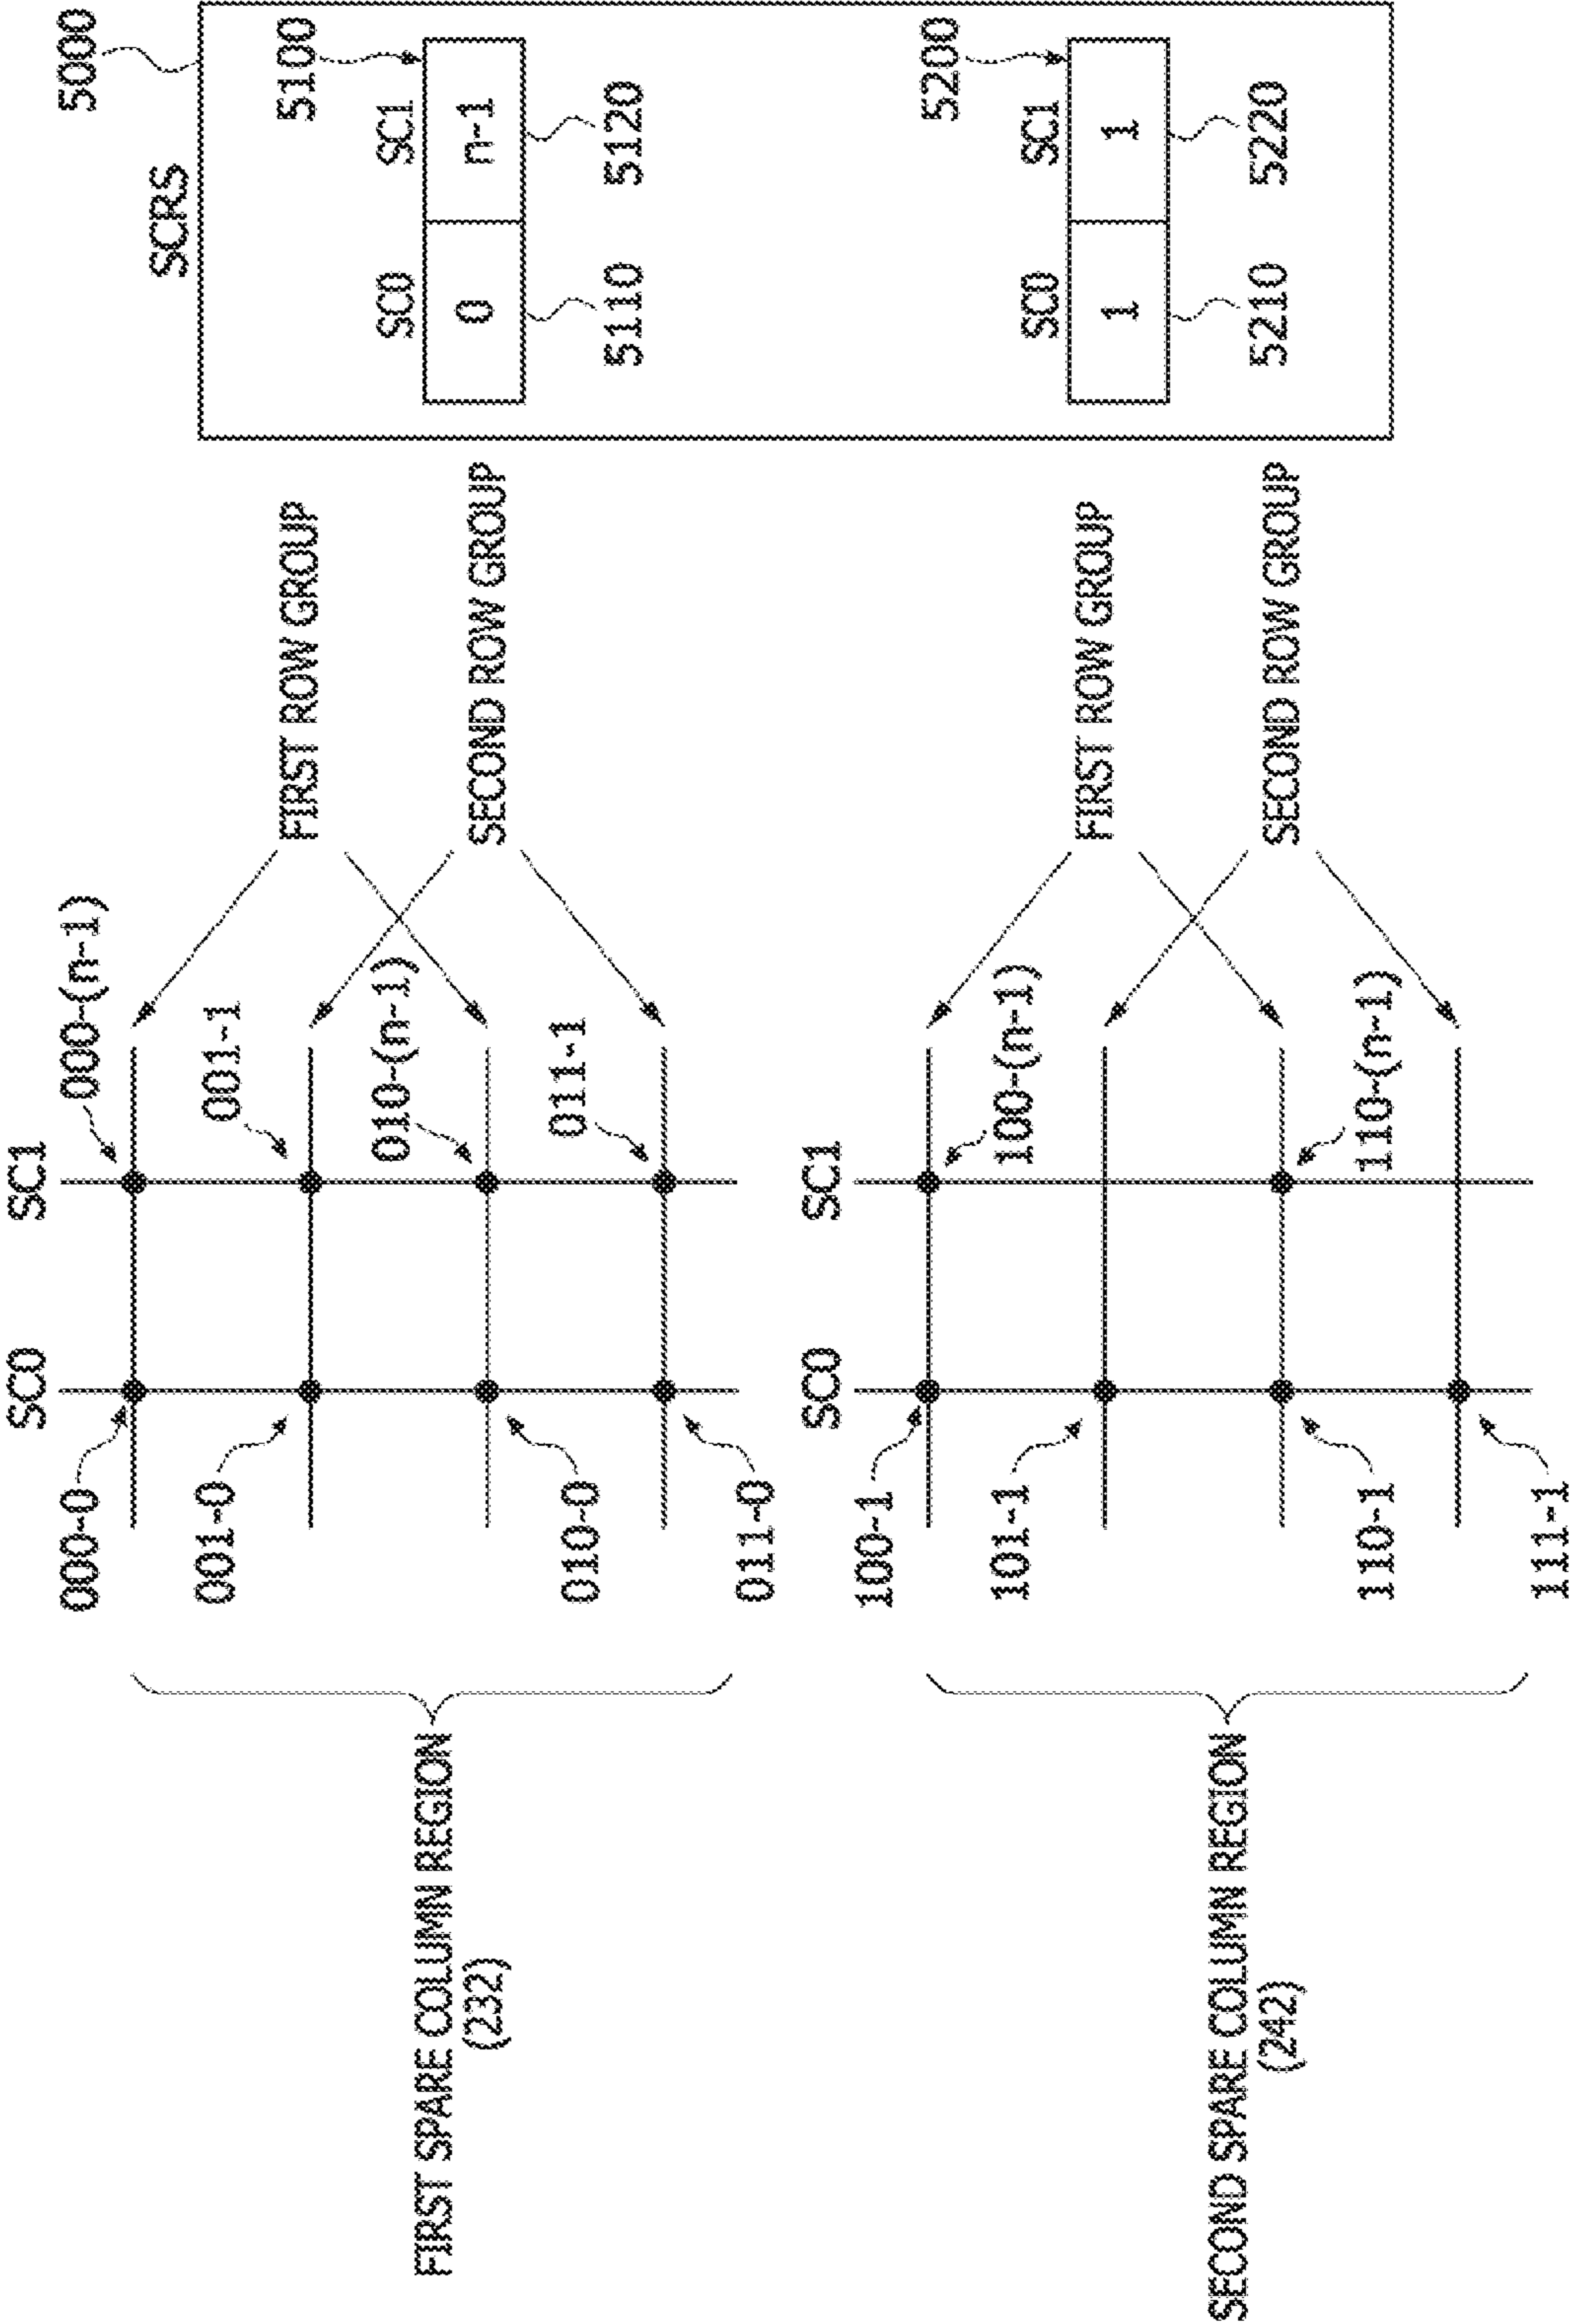 SCRS
5000
SC0
SC1
000-0
000-(n-1)
001-0
001-1
010-0
010-(n-1)
011-0
011-1
FIRST SPARE COLUMN REGION
(232)
FIRST ROW GROUP
SECOND ROW GROUP
SC0
SC1
5100
0
n-1
5110
5120
SC0
SC1
100-1
100-(n-1)
101-1
110-1
110-(n-1)
111-1
SECOND SPARE COLUMN REGION
(242)
FIRST ROW GROUP
SECOND ROW GROUP
SC0
SC1
5200
1
1
5210
5220